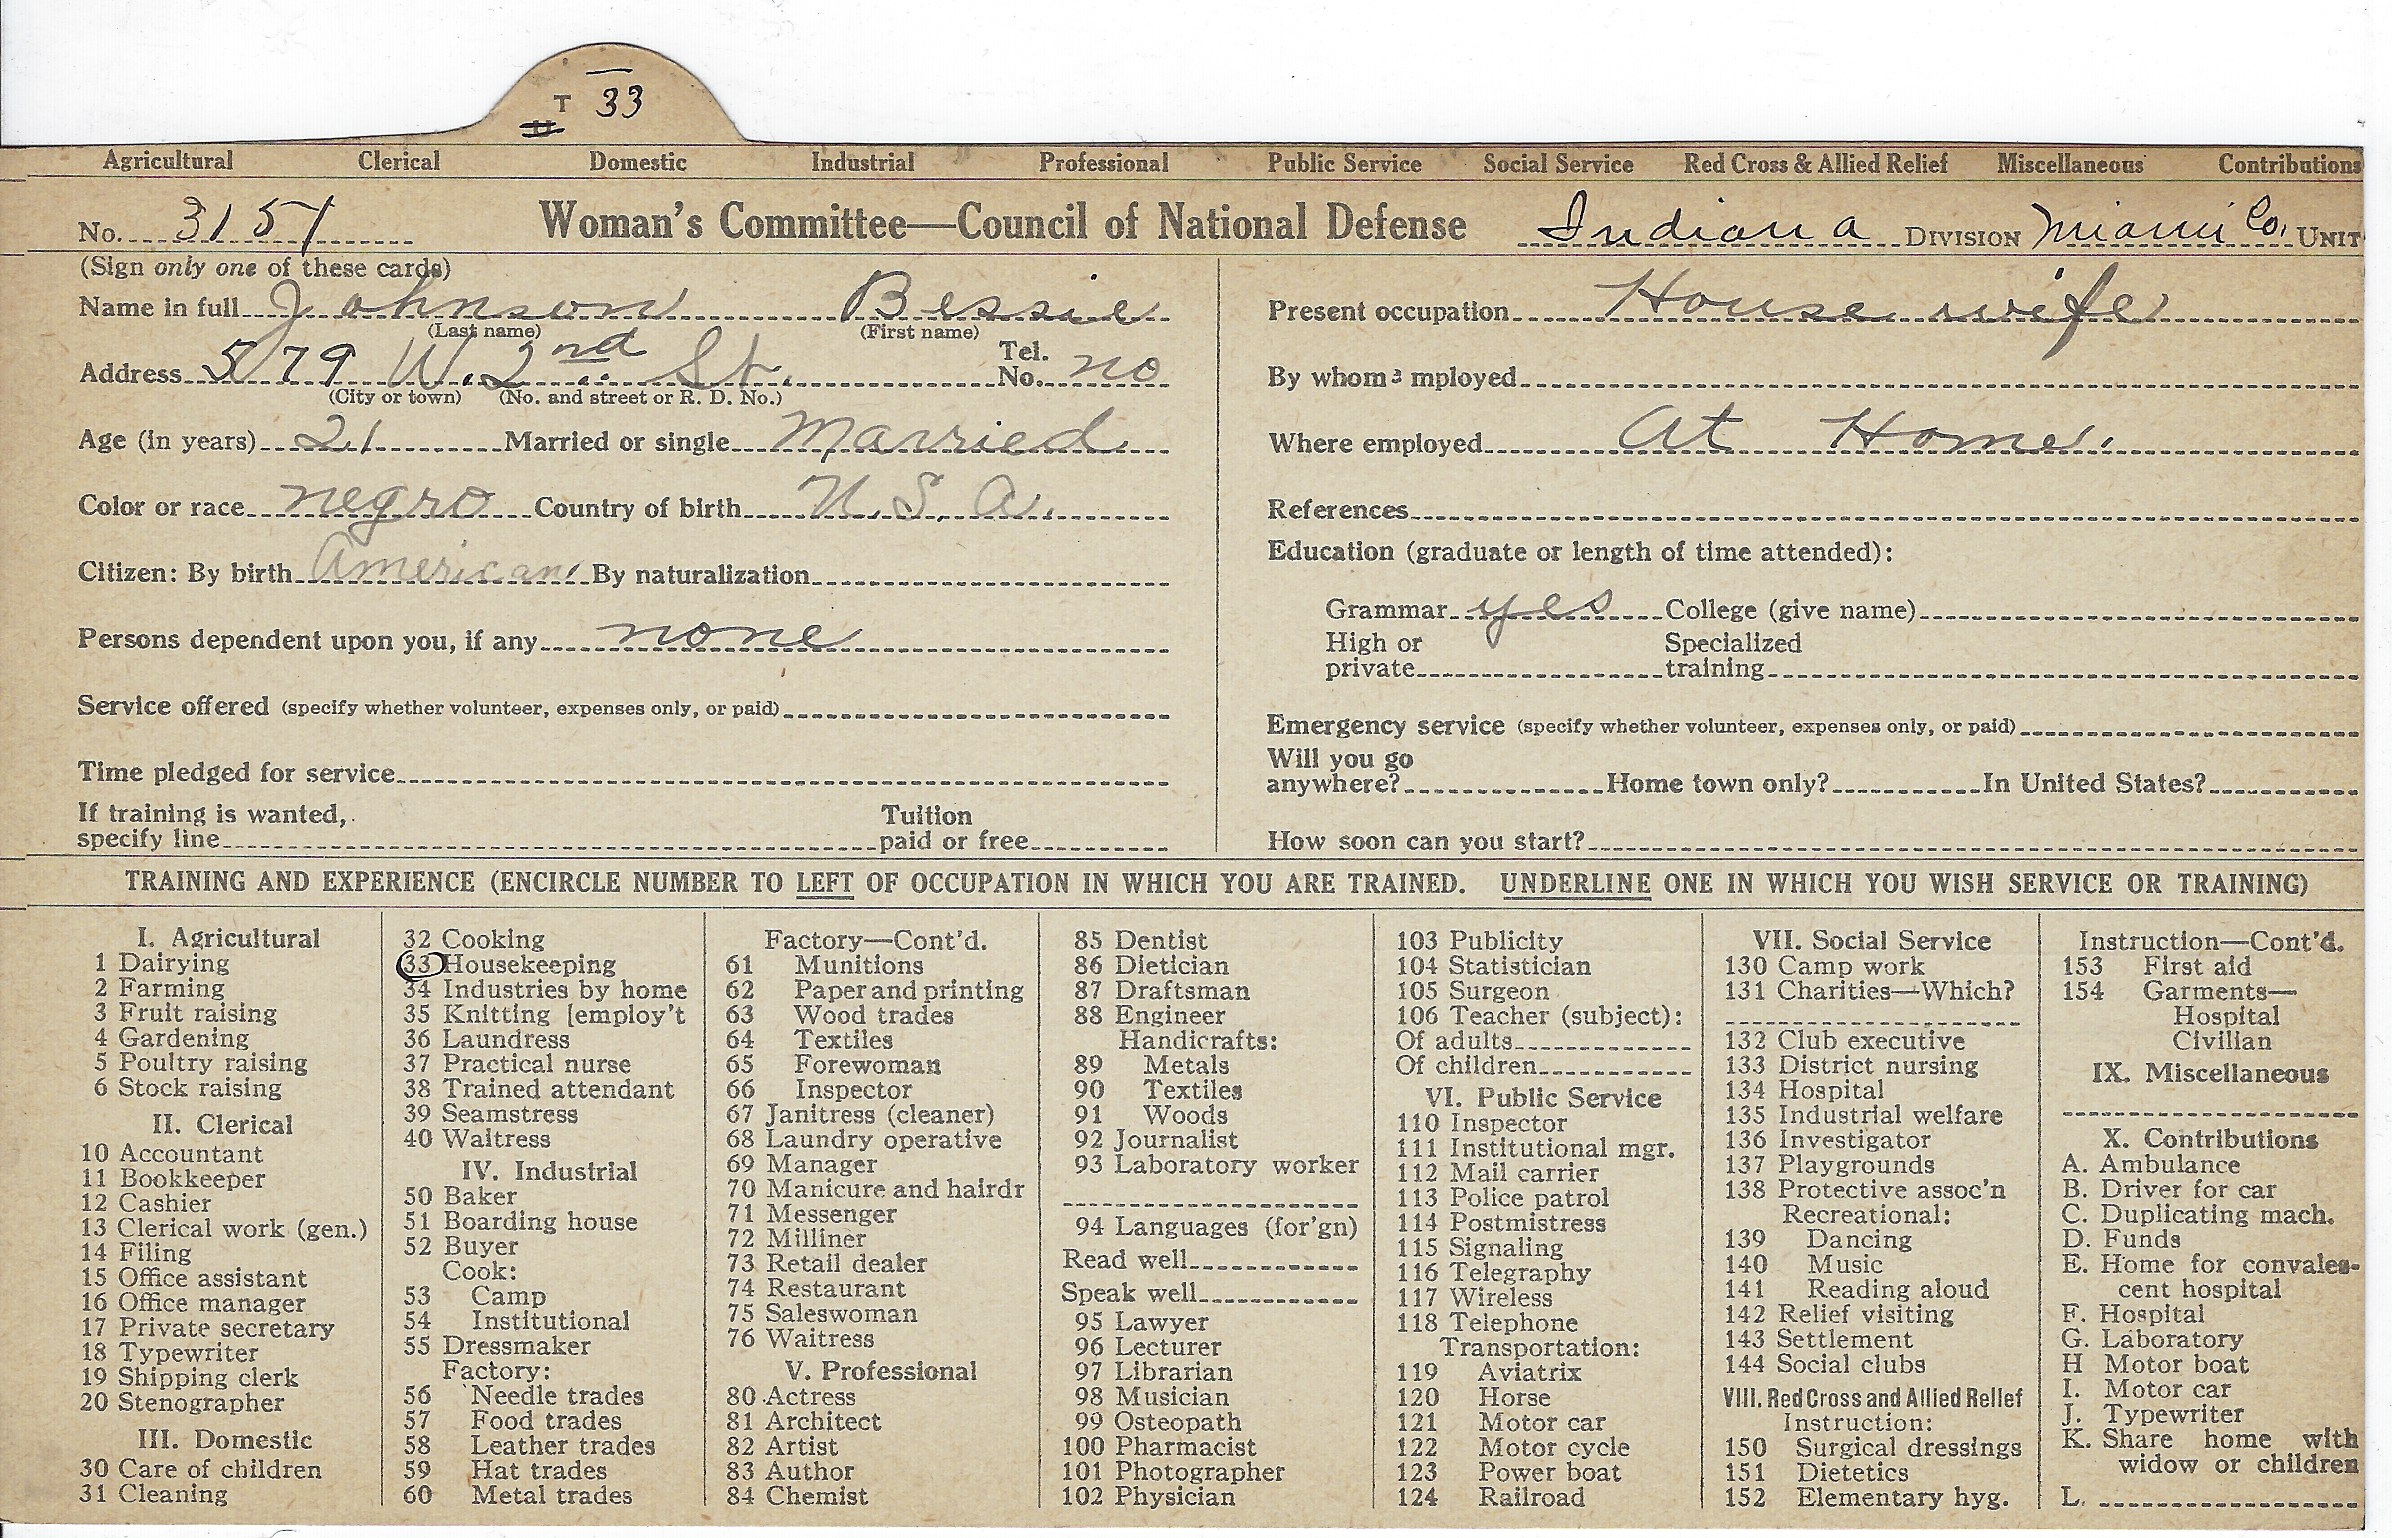 T 33
Agricultural Clerical Domestic Industrial Professional Public Service Social Service Red Cross & Allied Relief Miscellaneous Contributions
No. 3151 Woman's Committee—Council of National Defense Indiana DIVISION Miami Co. UNIT
(Sign only one of these cards)
Name in full Johnson Bessie
(Last name) (First name)
Address 579 W. 2nd St. Tel. No. no
(City or town) (No. and street or R. D. No.)
Age (in years) 21 Married or single Married
Color or race negro Country of birth U. S. A.
Citizen: By birth American By naturalization
Persons dependent upon you, if any none
Service offered (specify whether volunteer, expenses only, or paid)
Time pledged for service
If training is wanted, specify line Tuition paid or free
Present occupation House wife
By whom employed
Where employed At Home.
References
Education (graduate or length of time attended):
Grammar yes College (give name)
High or private Specialized training
Emergency service (specify whether volunteer, expenses only, or paid)
Will you go anywhere? Home town only? In United States?
How soon can you start?
TRAINING AND EXPERIENCE (ENCIRCLE NUMBER TO LEFT OF OCCUPATION IN WHICH YOU ARE TRAINED. UNDERLINE ONE IN WHICH YOU WISH SERVICE OR TRAINING)
I. Agricultural
1 Dairying
2 Farming
3 Fruit raising
4 Gardening
5 Poultry raising
6 Stock raising
II. Clerical
10 Accountant
11 Bookkeeper
12 Cashier
13 Clerical work (gen.)
14 Filing
15 Office assistant
16 Office manager
17 Private secretary
18 Typewriter
19 Shipping clerk
20 Stenographer
III. Domestic
30 Care of children
31 Cleaning
32 Cooking
33 Housekeeping
34 Industries by home
35 Knitting [employ't
36 Laundress
37 Practical nurse
38 Trained attendant
39 Seamstress
40 Waitress
IV. Industrial
50 Baker
51 Boarding house
52 Buyer
Cook:
53 Camp
54 Institutional
55 Dressmaker
Factory:
56 Needle trades
57 Food trades
58 Leather trades
59 Hat trades
60 Metal trades
Factory—Cont'd.
61 Munitions
62 Paper and printing
63 Wood trades
64 Textiles
65 Forewoman
66 Inspector
67 Janitress (cleaner)
68 Laundry operative
69 Manager
70 Manicure and hairdr
71 Messenger
72 Milliner
73 Retail dealer
74 Restaurant
75 Saleswoman
76 Waitress
V. Professional
80 Actress
81 Architect
82 Artist
83 Author
84 Chemist
85 Dentist
86 Dietician
87 Draftsman
88 Engineer
Handicrafts:
89 Metals
90 Textiles
91 Woods
92 Journalist
93 Laboratory worker
94 Languages (for'gn)
Read well
Speak well
95 Lawyer
96 Lecturer
97 Librarian
98 Musician
99 Osteopath
100 Pharmacist
101 Photographer
102 Physician
103 Publicity
104 Statistician
105 Surgeon
106 Teacher (subject):
Of adults
Of children
VI. Public Service
110 Inspector
111 Institutional mgr.
112 Mail carrier
113 Police patrol
114 Postmistress
115 Signaling
116 Telegraphy
117 Wireless
118 Telephone
Transportation:
119 Aviatrix
120 Horse
121 Motor car
122 Motor cycle
123 Power boat
124 Railroad
VII. Social Service
130 Camp work
131 Charities—Which?
132 Club executive
133 District nursing
134 Hospital
135 Industrial welfare
136 Investigator
137 Playgrounds
138 Protective assoc'n
Recreational:
139 Dancing
140 Music
141 Reading aloud
142 Relief visiting
143 Settlement
144 Social clubs
VIII. Red Cross and Allied Relief
Instruction:
150 Surgical dressings
151 Dietetics
152 Elementary hyg.
Instruction—Cont'd.
153 First aid
154 Garments—
Hospital
Civilian
IX. Miscellaneous
X. Contributions
A. Ambulance
B. Driver for car
C. Duplicating mach.
D. Funds
E. Home for convales-
cent hospital
F. Hospital
G. Laboratory
H Motor boat
I. Motor car
J. Typewriter
K. Share home with
widow or children
L.